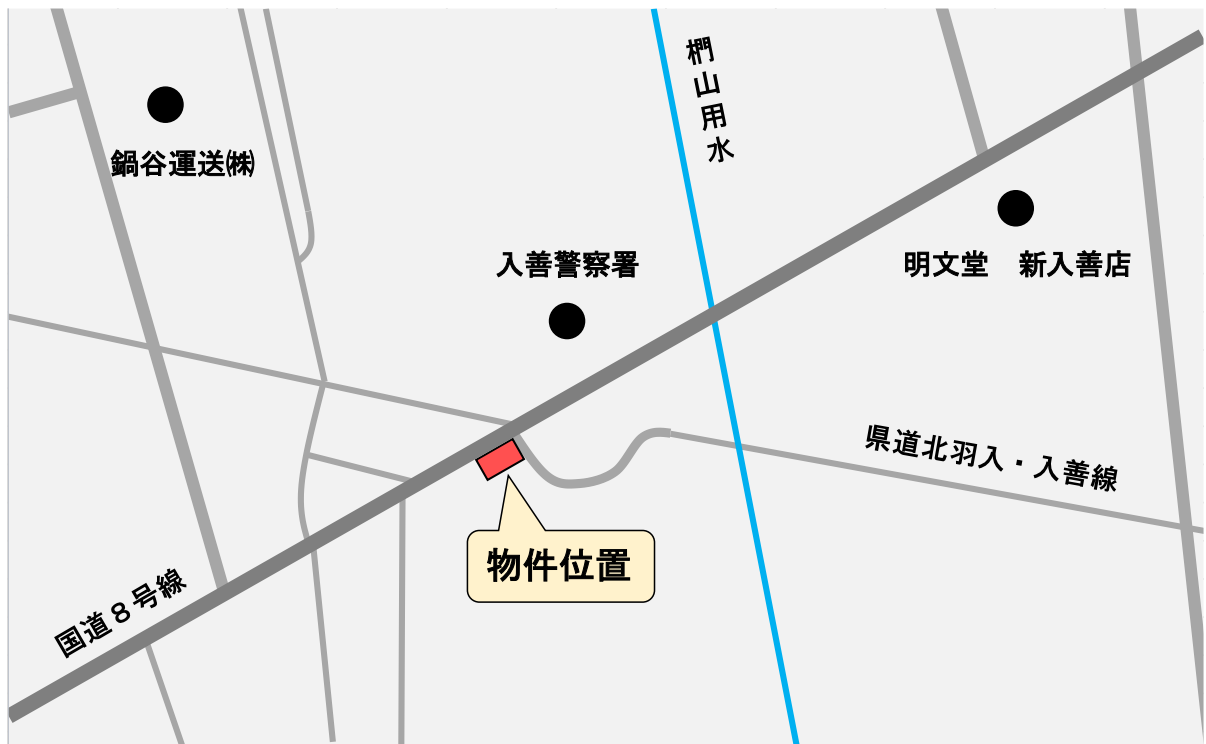 椚山用水
鍋谷運送㈱
入善警察署
明文堂　新入善店
県道北羽入・入善線
物件位置
国道８号線